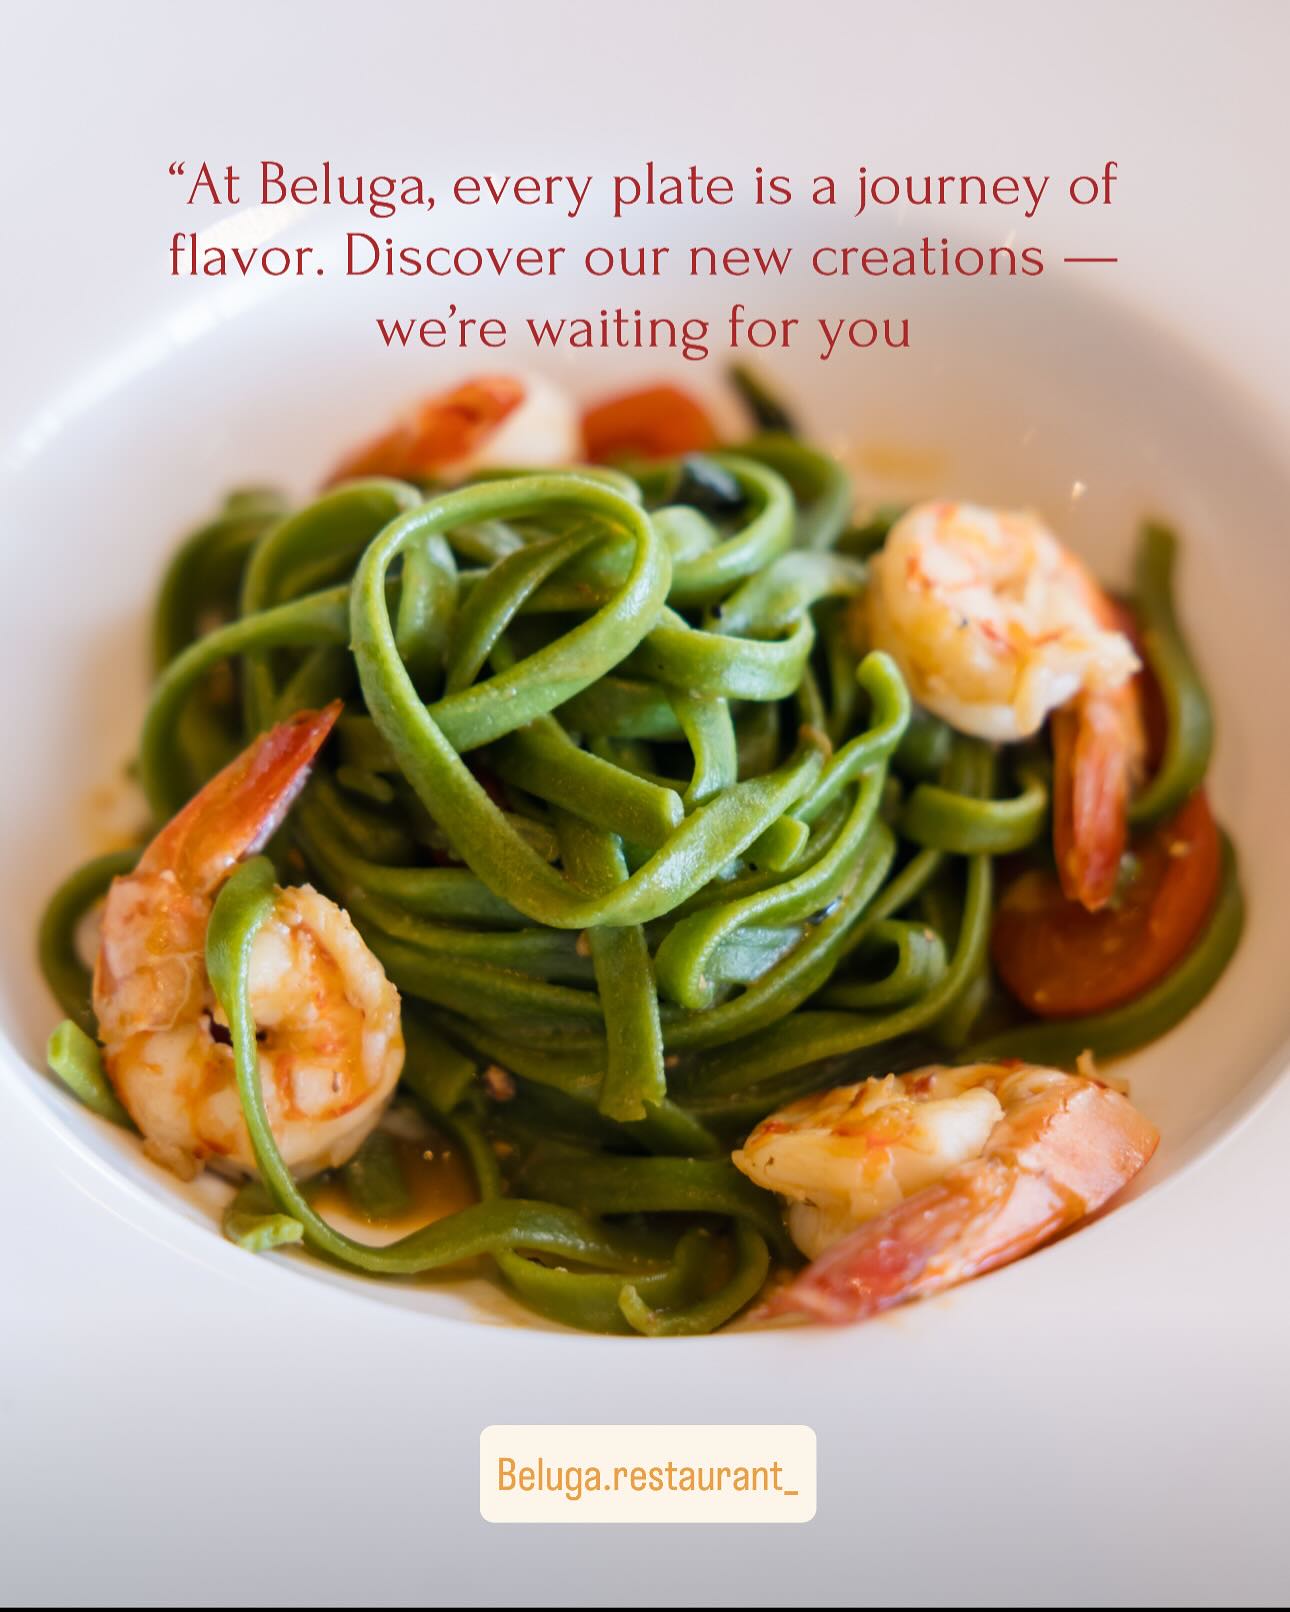 “At Beluga, every plate is a journey of
flavor. Discover our new creations —
we’re waiting for you
Beluga.restaurant_